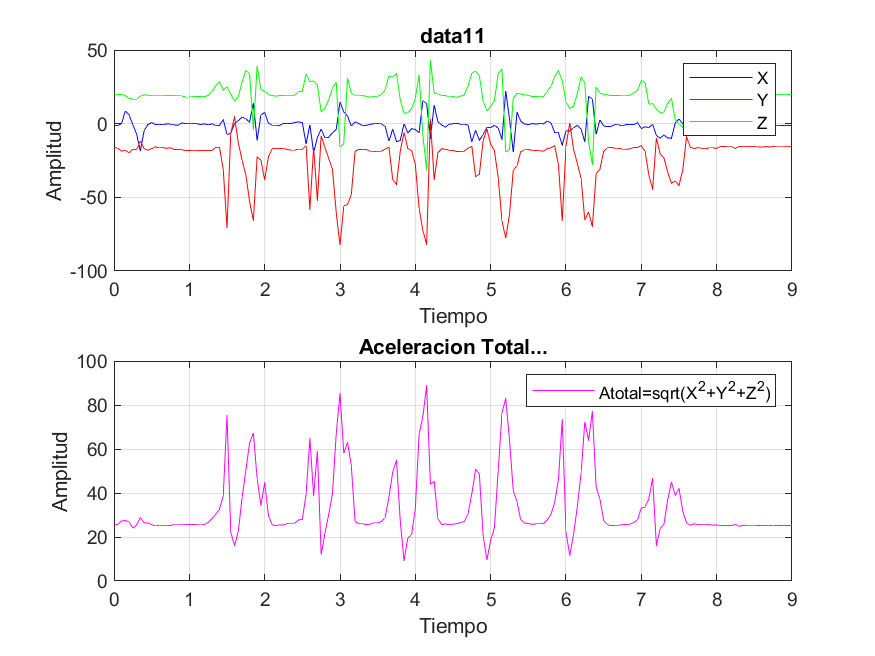 data11
50
0
-50
-100
Amplitud
X
Y
Z
0 1 2 3 4 5 6 7 8 9
Tiempo
Aceleracion Total...
100
80
60
40
20
0
Amplitud
Atotal=sqrt(X²+Y²+Z²)
0 1 2 3 4 5 6 7 8 9
Tiempo